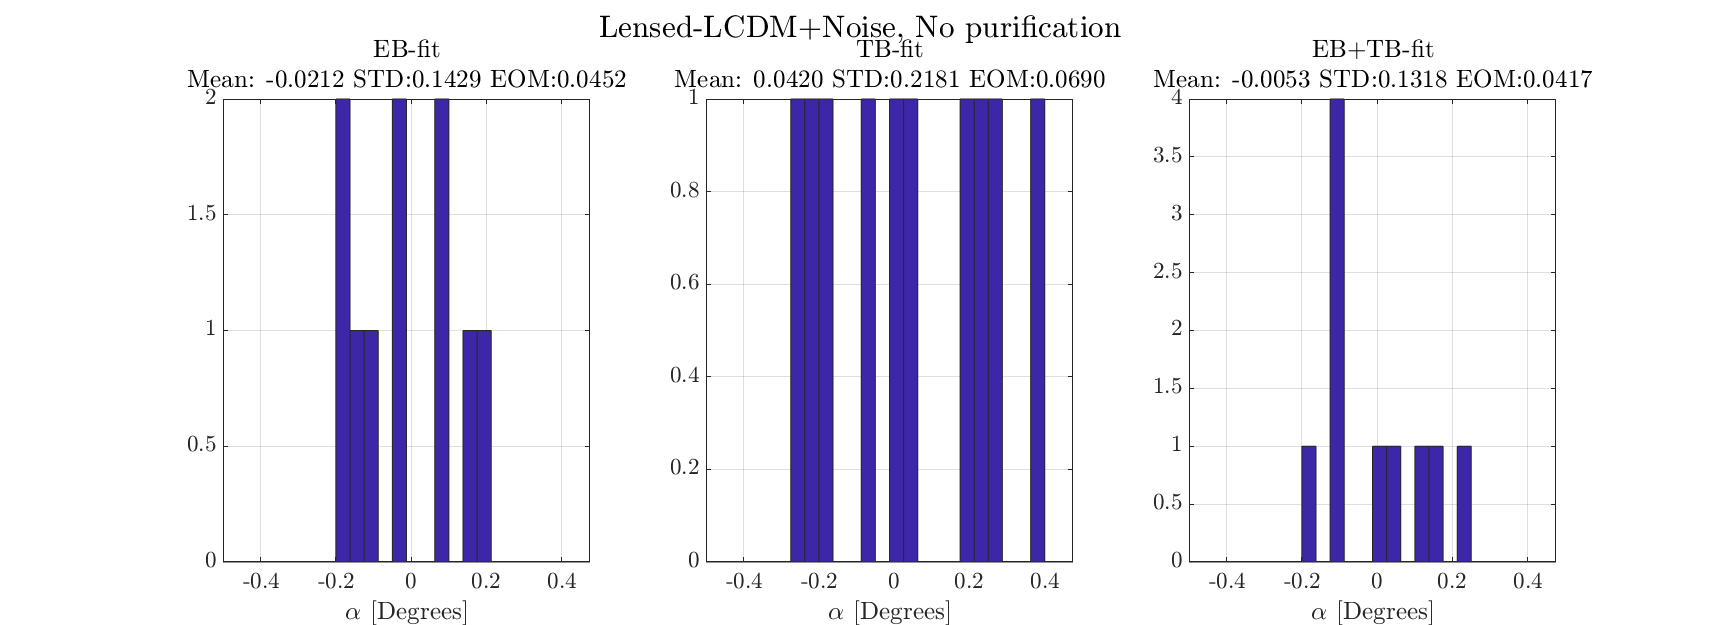 Lensed-LCDM+Noise, No purification
EB-fit
Mean: -0.0212 STD:0.1429 EOM:0.0452
2
1.5
1
0.5
0
-0.4 -0.2 0 0.2 0.4
α [Degrees]
TB-fit
Mean: 0.0420 STD:0.2181 EOM:0.0690
1
0.8
0.6
0.4
0.2
0
-0.4 -0.2 0 0.2 0.4
α [Degrees]
EB+TB-fit
Mean: -0.0053 STD:0.1318 EOM:0.0417
4
3.5
3
2.5
2
1.5
1
0.5
0
-0.4 -0.2 0 0.2 0.4
α [Degrees]